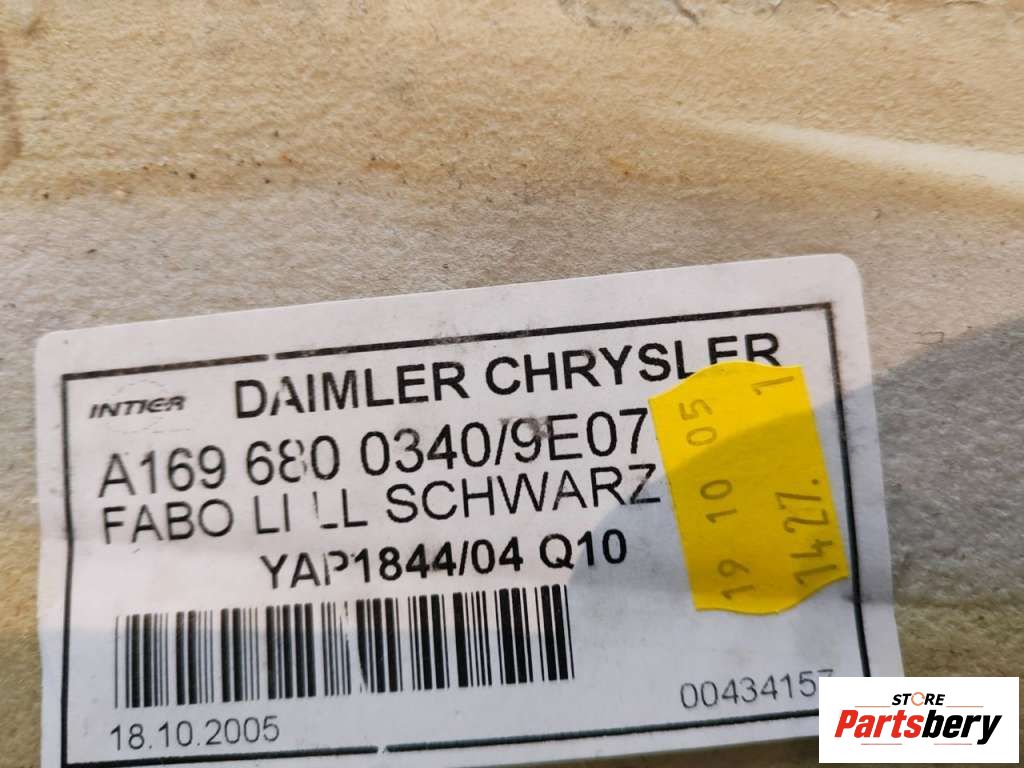 INTIER DAIMLER CHRYSLER
A169 680 0340/9E07
FABO LI LL SCHWARZ
YAP1844/04 Q10
18.10.2005
00434157
19 10 05 1
1427.
STORE
Partsbery